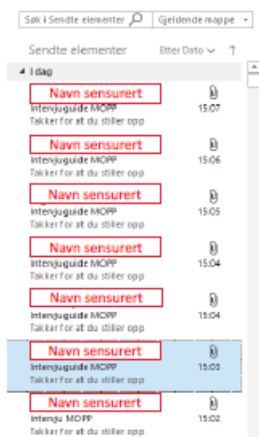 Søk i Sendte elementer Gjeldende mappe
Sendte elementer Etter Dato
I dag
Navn sensurert
Intervjuguide MOPP 15:07
Takker for at du stiller opp
Navn sensurert
Intervjuguide MOPP 15:06
Takker for at du stiller opp
Navn sensurert
Intervjuguide MOPP 15:05
Takker for at du stiller opp
Navn sensurert
Intervjuguide MOPP 15:04
Takker for at du stiller opp
Navn sensurert
Intervjuguide MOPP 15:04
Takker for at du stiller opp
Navn sensurert
Intervjuguide MOPP 15:03
Takker for at du stiller opp
Navn sensurert
Intervju MOPP 15:02
Takker for at du stiller opp